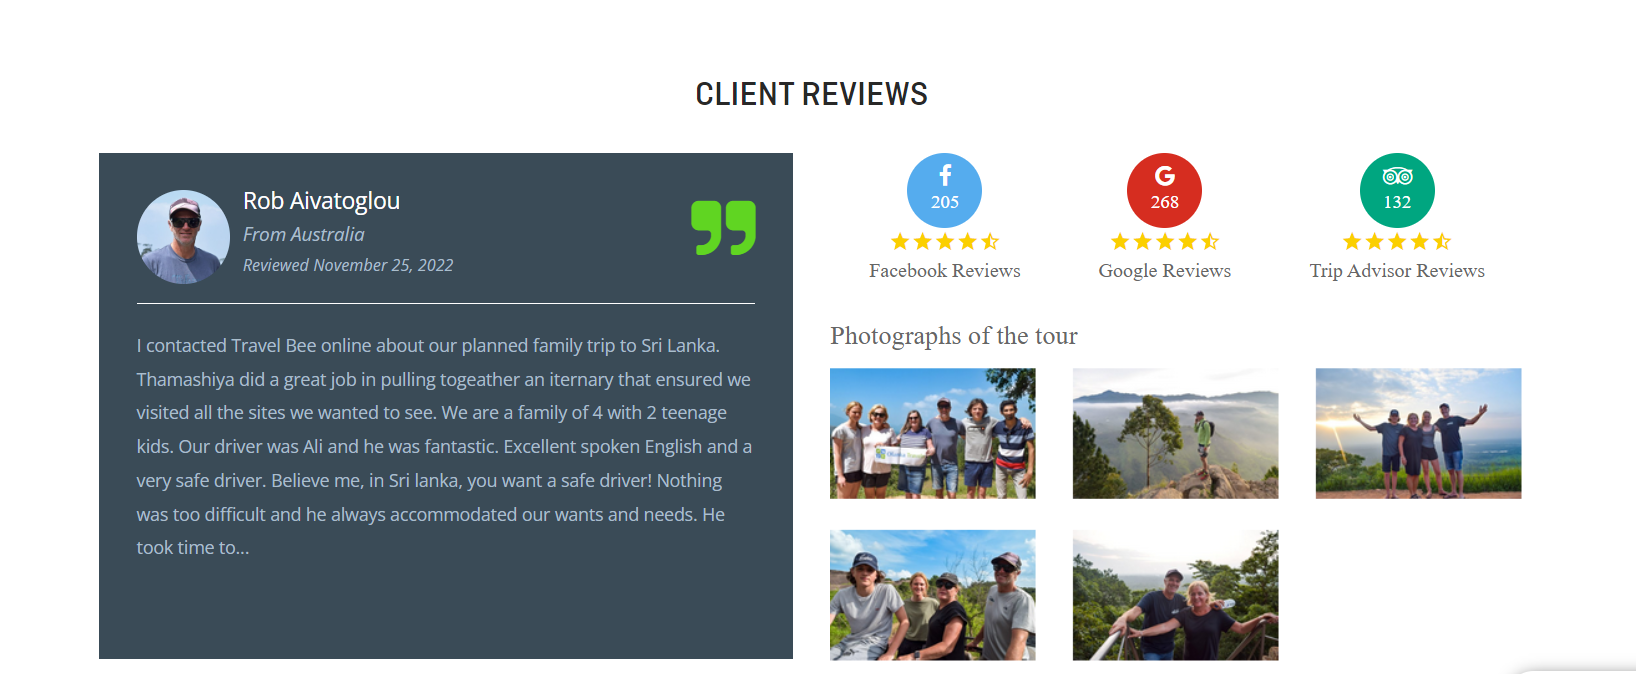 CLIENT REVIEWS
Rob Aivatoglou
From Australia
Reviewed November 25, 2022
I contacted Travel Bee online about our planned family trip to Sri Lanka.
Thamashiya did a great job in pulling togeather an iternary that ensured we
visited all the sites we wanted to see. We are a family of 4 with 2 teenage
kids. Our driver was Ali and he was fantastic. Excellent spoken English and a
very safe driver. Believe me, in Sri lanka, you want a safe driver! Nothing
was too difficult and he always accommodated our wants and needs. He
took time to...
205
Facebook Reviews
268
Google Reviews
132
Trip Advisor Reviews
Photographs of the tour